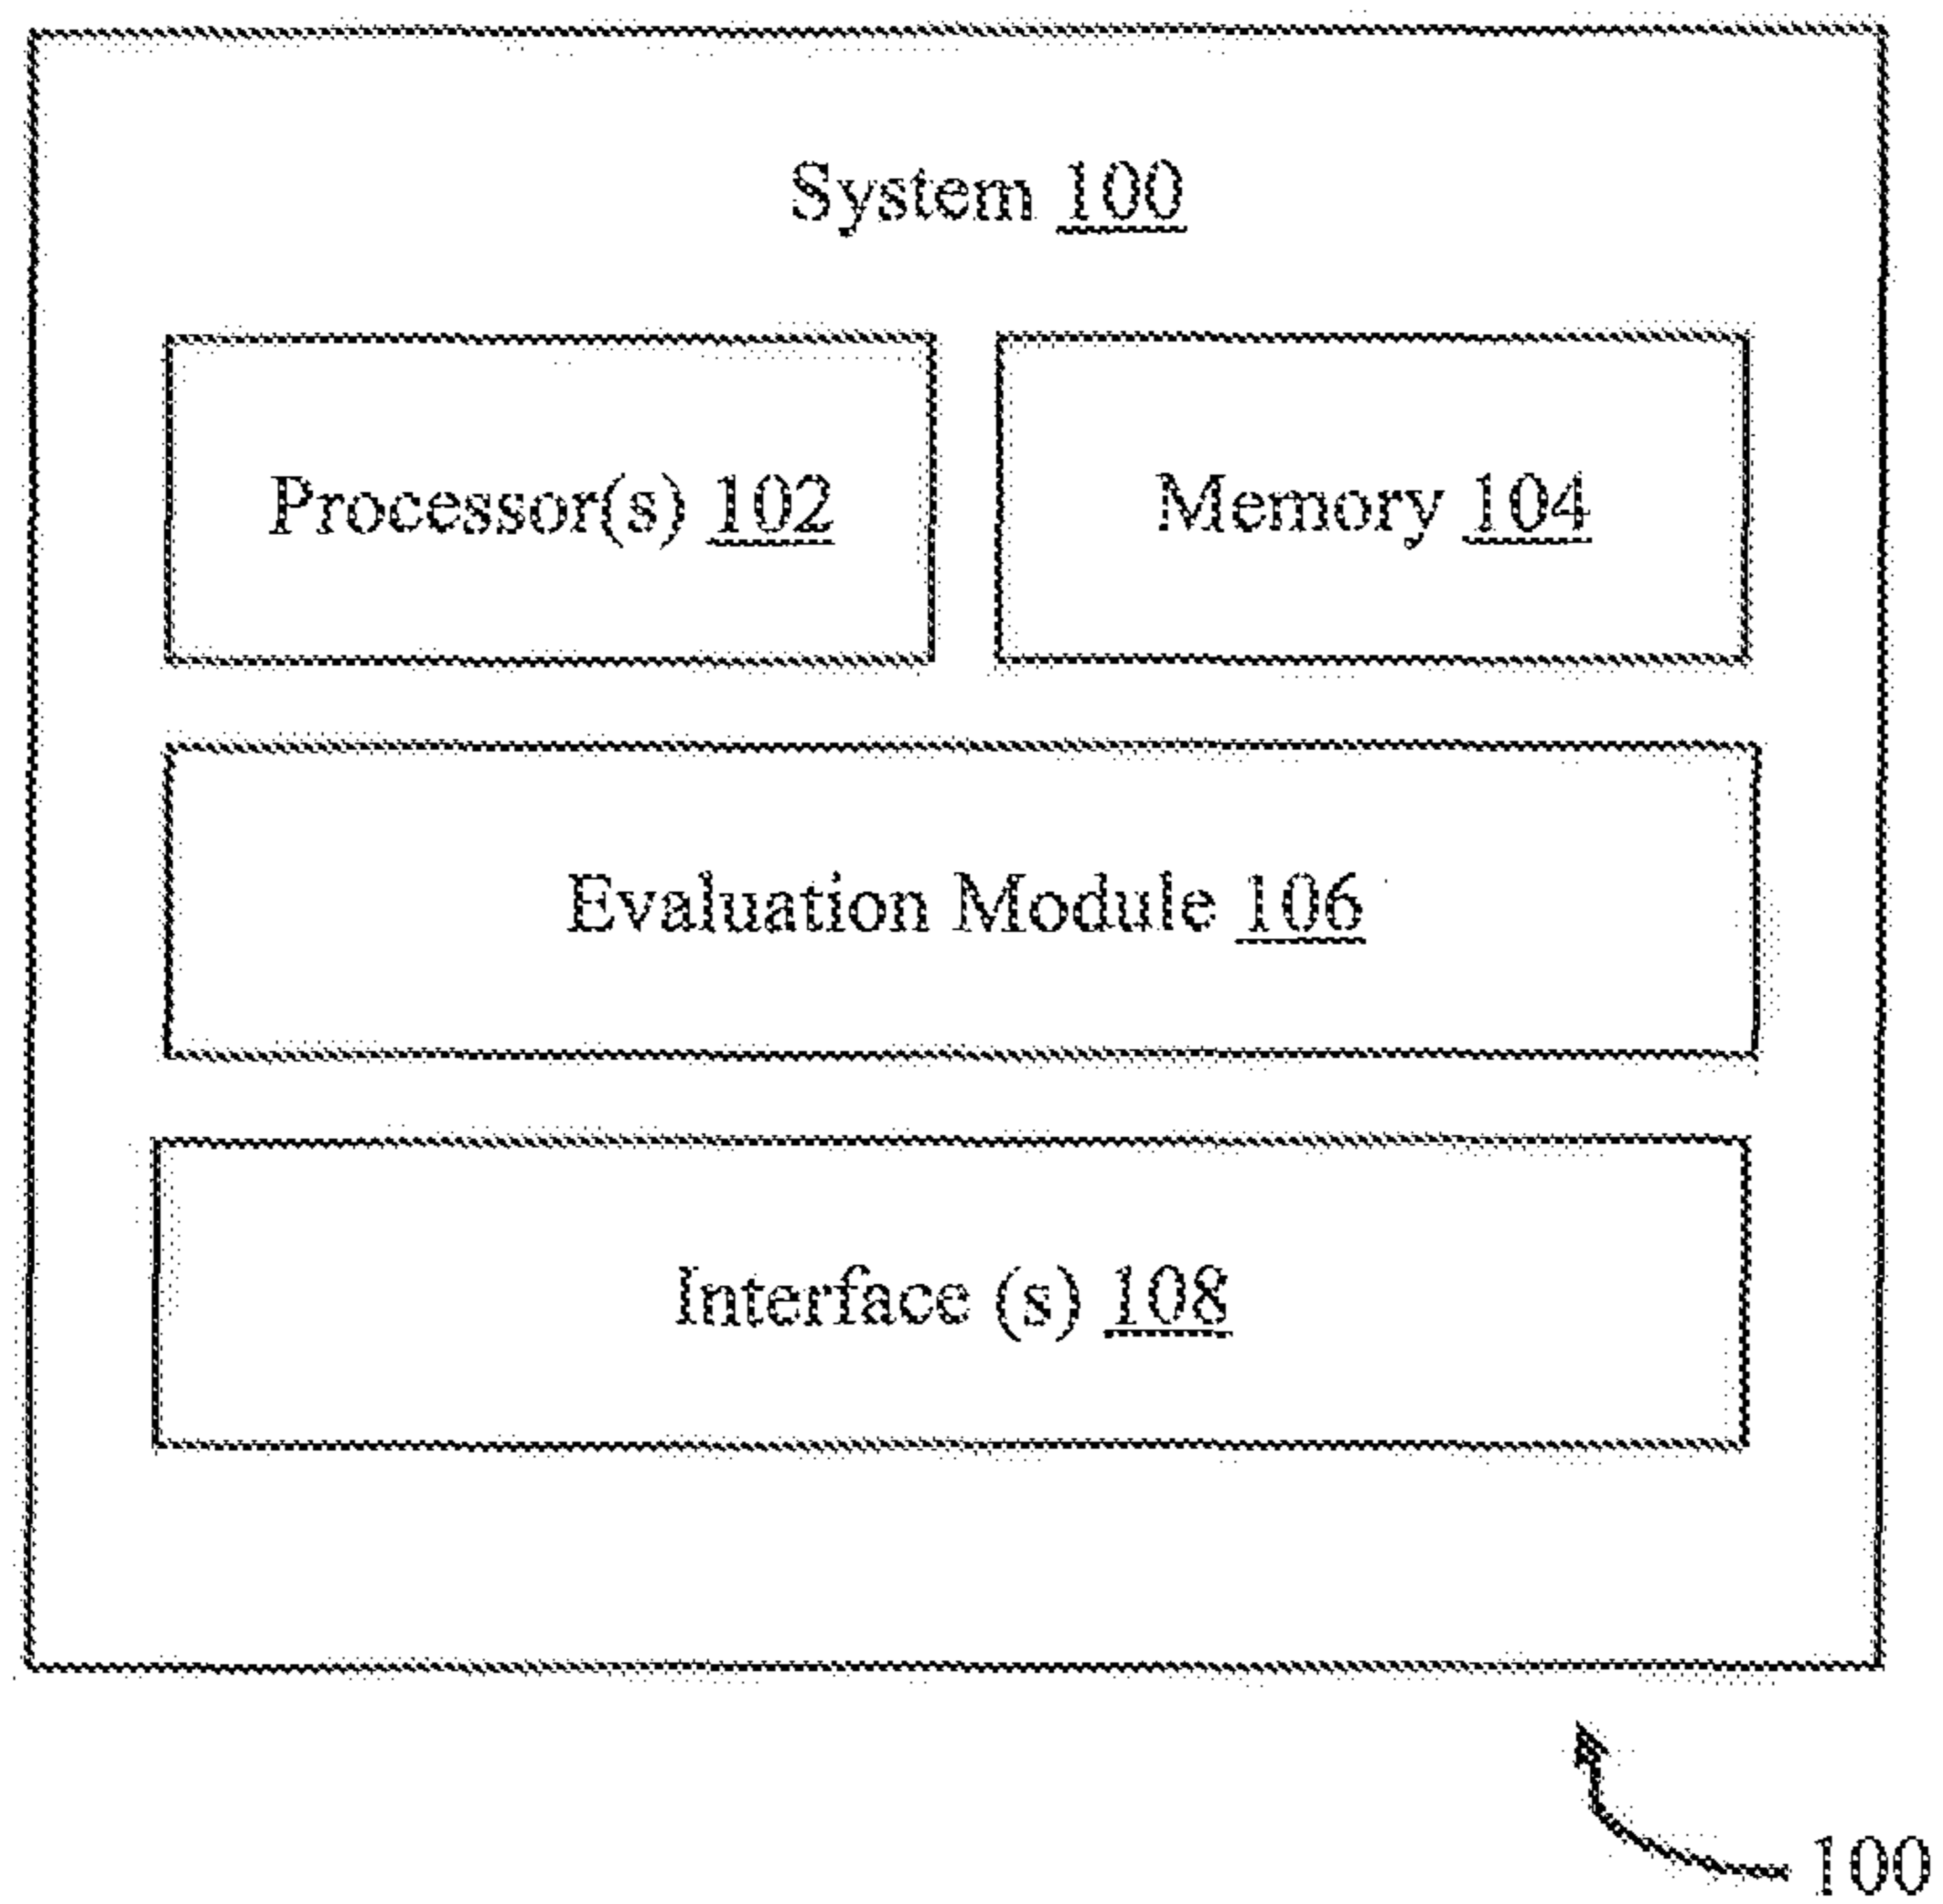 System 100
Processor(s) 102
Memory 104
Evaluation Module 106
Interface (s) 108
100